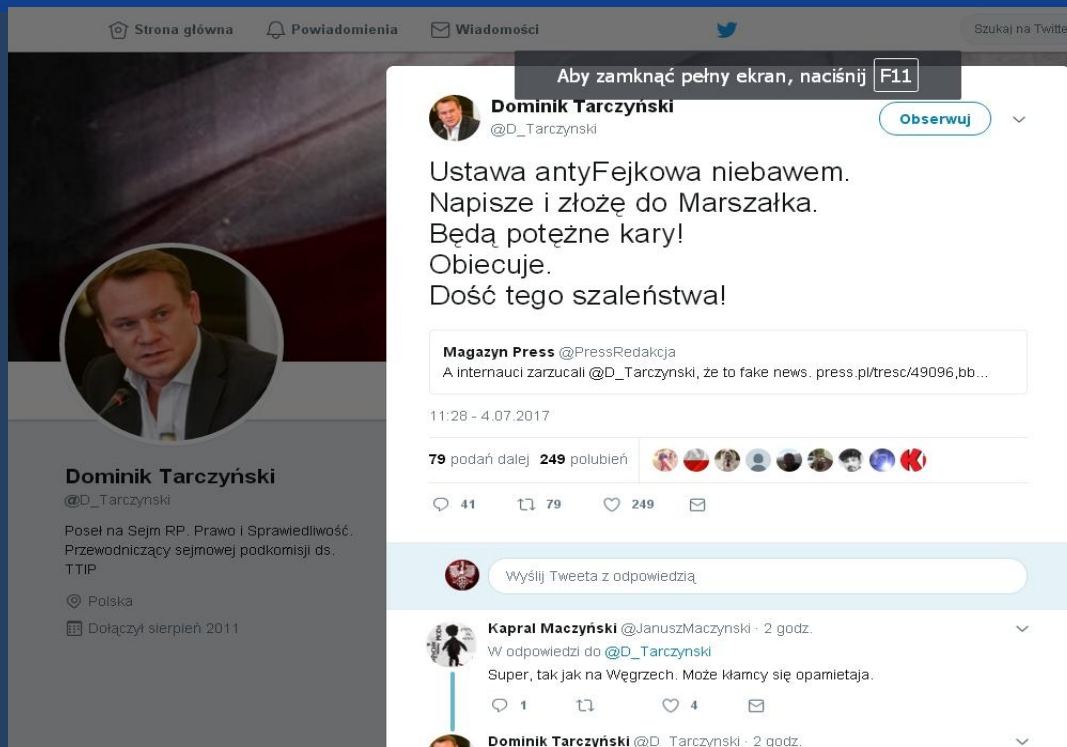 Strona główna
Powiadomienia
Wiadomości
Szukaj na Twitte
Aby zamknąć pełny ekran, naciśnij F11
Dominik Tarczyński
@D_Tarczynski
Obserwuj
Ustawa antyFejkowa niebawem.
Napisze i złożę do Marszałka.
Będą potężne kary!
Obiecuje.
Dość tego szaleństwa!
Magazyn Press @PressRedakcja
A internauci zarzucali @D_Tarczynski, że to fake news. press.pl/tresc/49096,bb...
11:28 - 4.07.2017
79 podań dalej 249 polubień
41 79 249
Wyślij Tweeta z odpowiedzią
Kapral Maczyński @JanuszMaczynski · 2 godz.
W odpowiedzi do @D_Tarczynski
Super, tak jak na Węgrzech. Może kłamcy się opamietaja.
1 4
Dominik Tarczyński @D_Tarczynski · 2 godz.
Dominik Tarczyński
@D_Tarczynski
Poseł na Sejm RP. Prawo i Sprawiedliwość.
Przewodniczący sejmowej podkomisji ds.
TTIP
Polska
Dołączył sierpień 2011